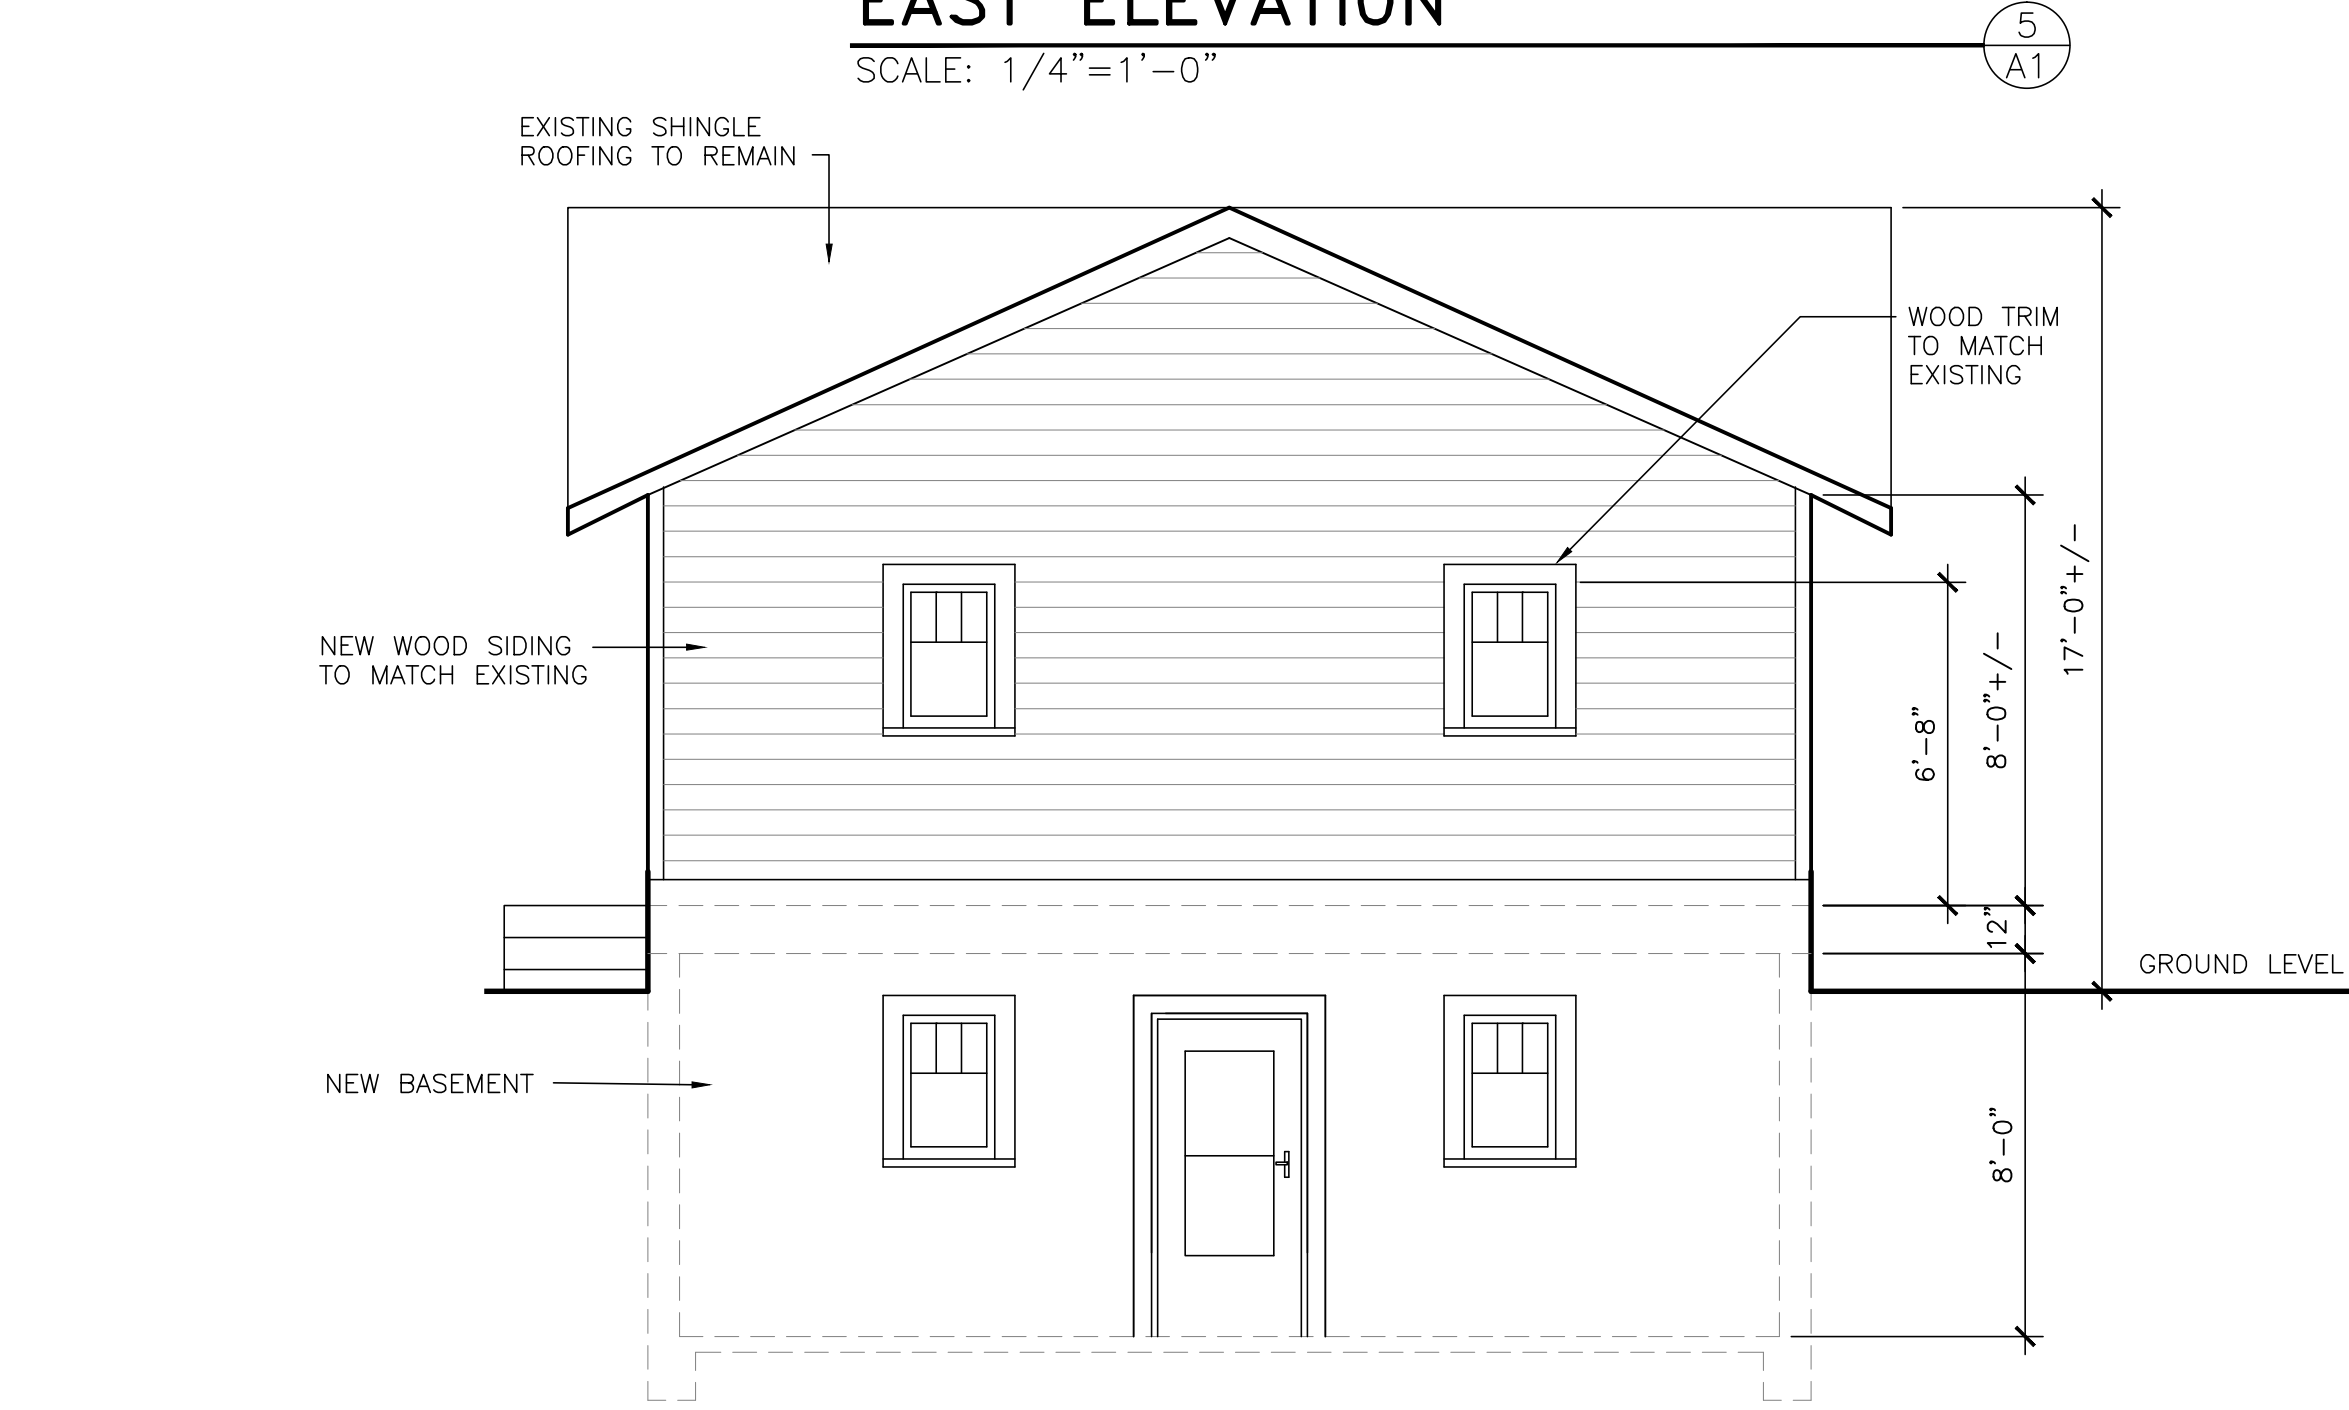 EAST ELEVATION
5
SCALE: 1/4"=1'-0"
A1
EXISTING SHINGLE
ROOFING TO REMAIN
WOOD TRIM
TO MATCH
EXISTING
17'-0"+/-
8'-0"+/-
6'-8"
NEW WOOD SIDING
TO MATCH EXISTING
12"
GROUND LEVEL
NEW BASEMENT
8'-0"